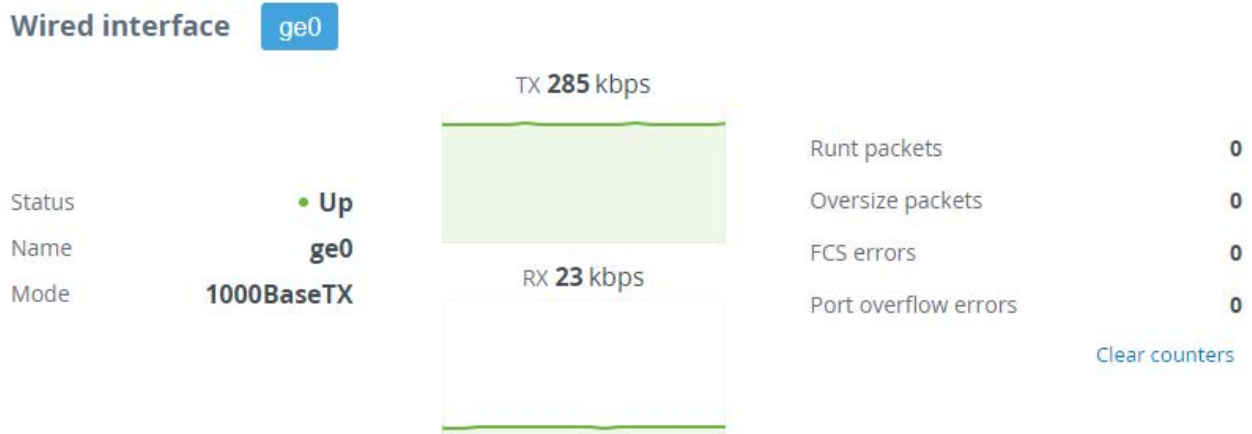 Wired interface ge0
Status Up
Name ge0
Mode 1000BaseTX
TX 285 kbps
RX 23 kbps
Runt packets 0
Oversize packets 0
FCS errors 0
Port overflow errors 0
Clear counters